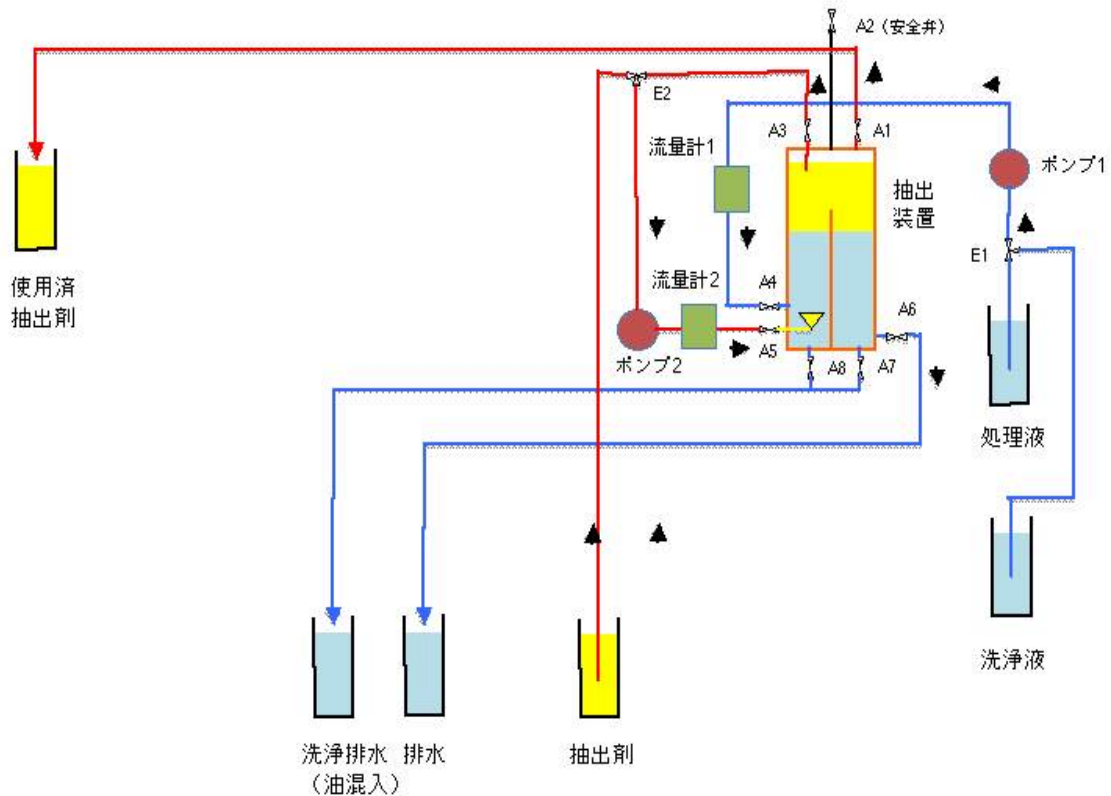 A2（安全弁）
E2
A3
A1
流量計1
ポンプ1
抽出
装置
E1
使用済
抽出剤
流量計2
A4
A6
ポンプ2
A5
A8
A7
処理液
洗浄液
洗浄排水
（油混入）
排水
抽出剤